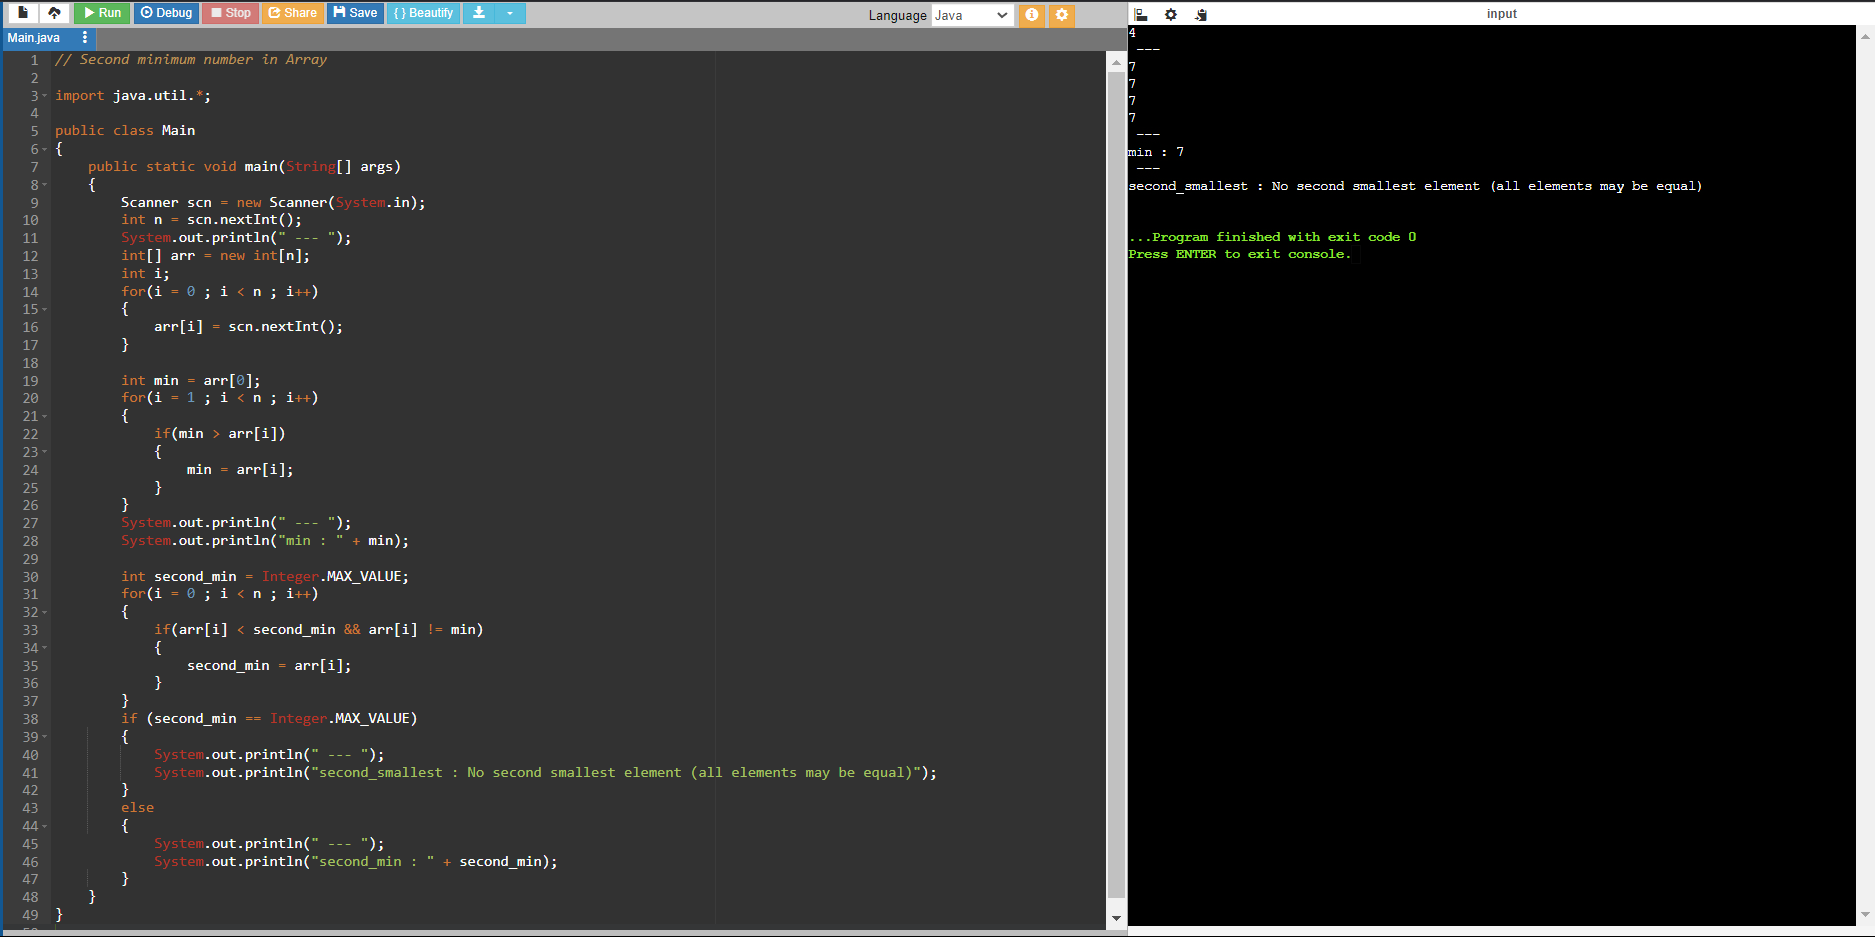 Run Debug Stop Share Save { } Beautify
Language Java
Main.java
1 // Second minimum number in Array
2
3 import java.util.*;
4
5 public class Main
6 {
7     public static void main(String[] args)
8     {
9         Scanner scn = new Scanner(System.in);
10         int n = scn.nextInt();
11         System.out.println(" --- ");
12         int[] arr = new int[n];
13         int i;
14         for(i = 0 ; i < n ; i++)
15         {
16             arr[i] = scn.nextInt();
17         }
18
19         int min = arr[0];
20         for(i = 1 ; i < n ; i++)
21         {
22             if(min > arr[i])
23             {
24                 min = arr[i];
25             }
26         }
27         System.out.println(" --- ");
28         System.out.println("min : " + min);
29
30         int second_min = Integer.MAX_VALUE;
31         for(i = 0 ; i < n ; i++)
32         {
33             if(arr[i] < second_min && arr[i] != min)
34             {
35                 second_min = arr[i];
36             }
37         }
38         if (second_min == Integer.MAX_VALUE)
39         {
40             System.out.println(" --- ");
41             System.out.println("second_smallest : No second smallest element (all elements may be equal)");
42         }
43         else
44         {
45             System.out.println(" --- ");
46             System.out.println("second_min : " + second_min);
47         }
48     }
49 }
input
4
 ---
7
7
7
7
 ---
min : 7
 ---
second_smallest : No second smallest element (all elements may be equal)
...Program finished with exit code 0
Press ENTER to exit console.